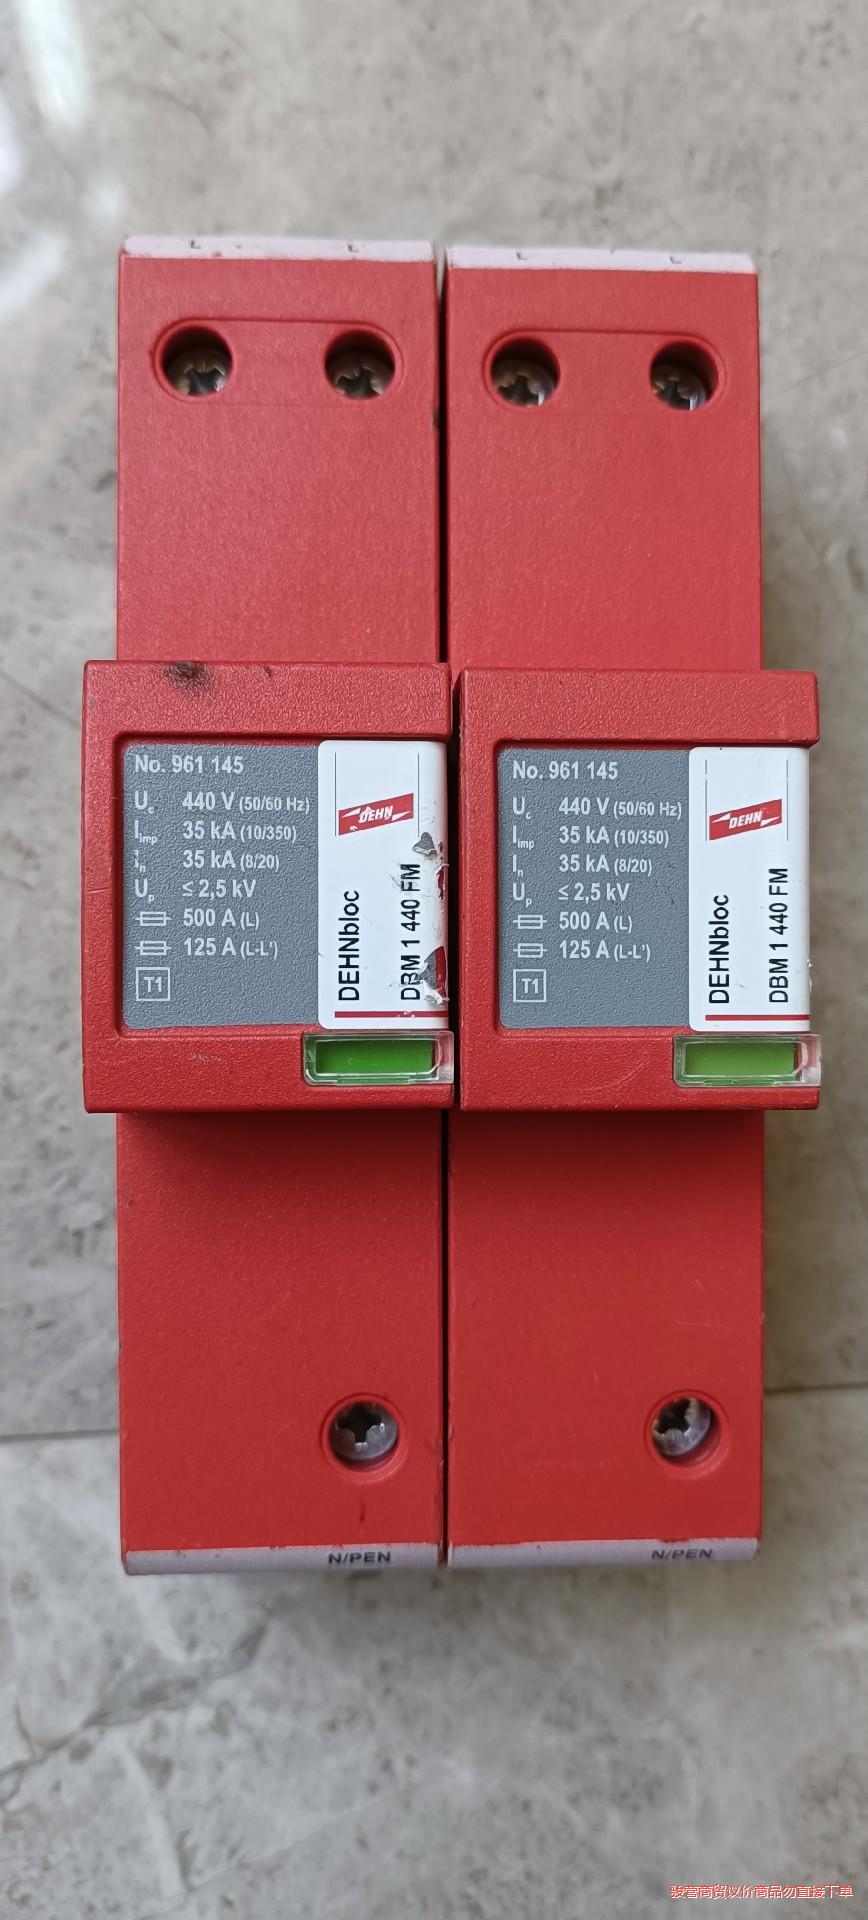 L L
L L
No. 961 145
Uc 440 V (50/60 Hz)
Iimp 35 kA (10/350)
In 35 kA (8/20)
Up ≤ 2,5 kV
500 A (L)
125 A (L-L')
T1
DEHN
DEHNbloc
DBM 1 440 FM
No. 961 145
Uc 440 V (50/60 Hz)
Iimp 35 kA (10/350)
In 35 kA (8/20)
Up ≤ 2,5 kV
500 A (L)
125 A (L-L')
T1
DEHN
DEHNbloc
DBM 1 440 FM
N/PEN
N/PEN
骏营商贸议价商品勿直接下单